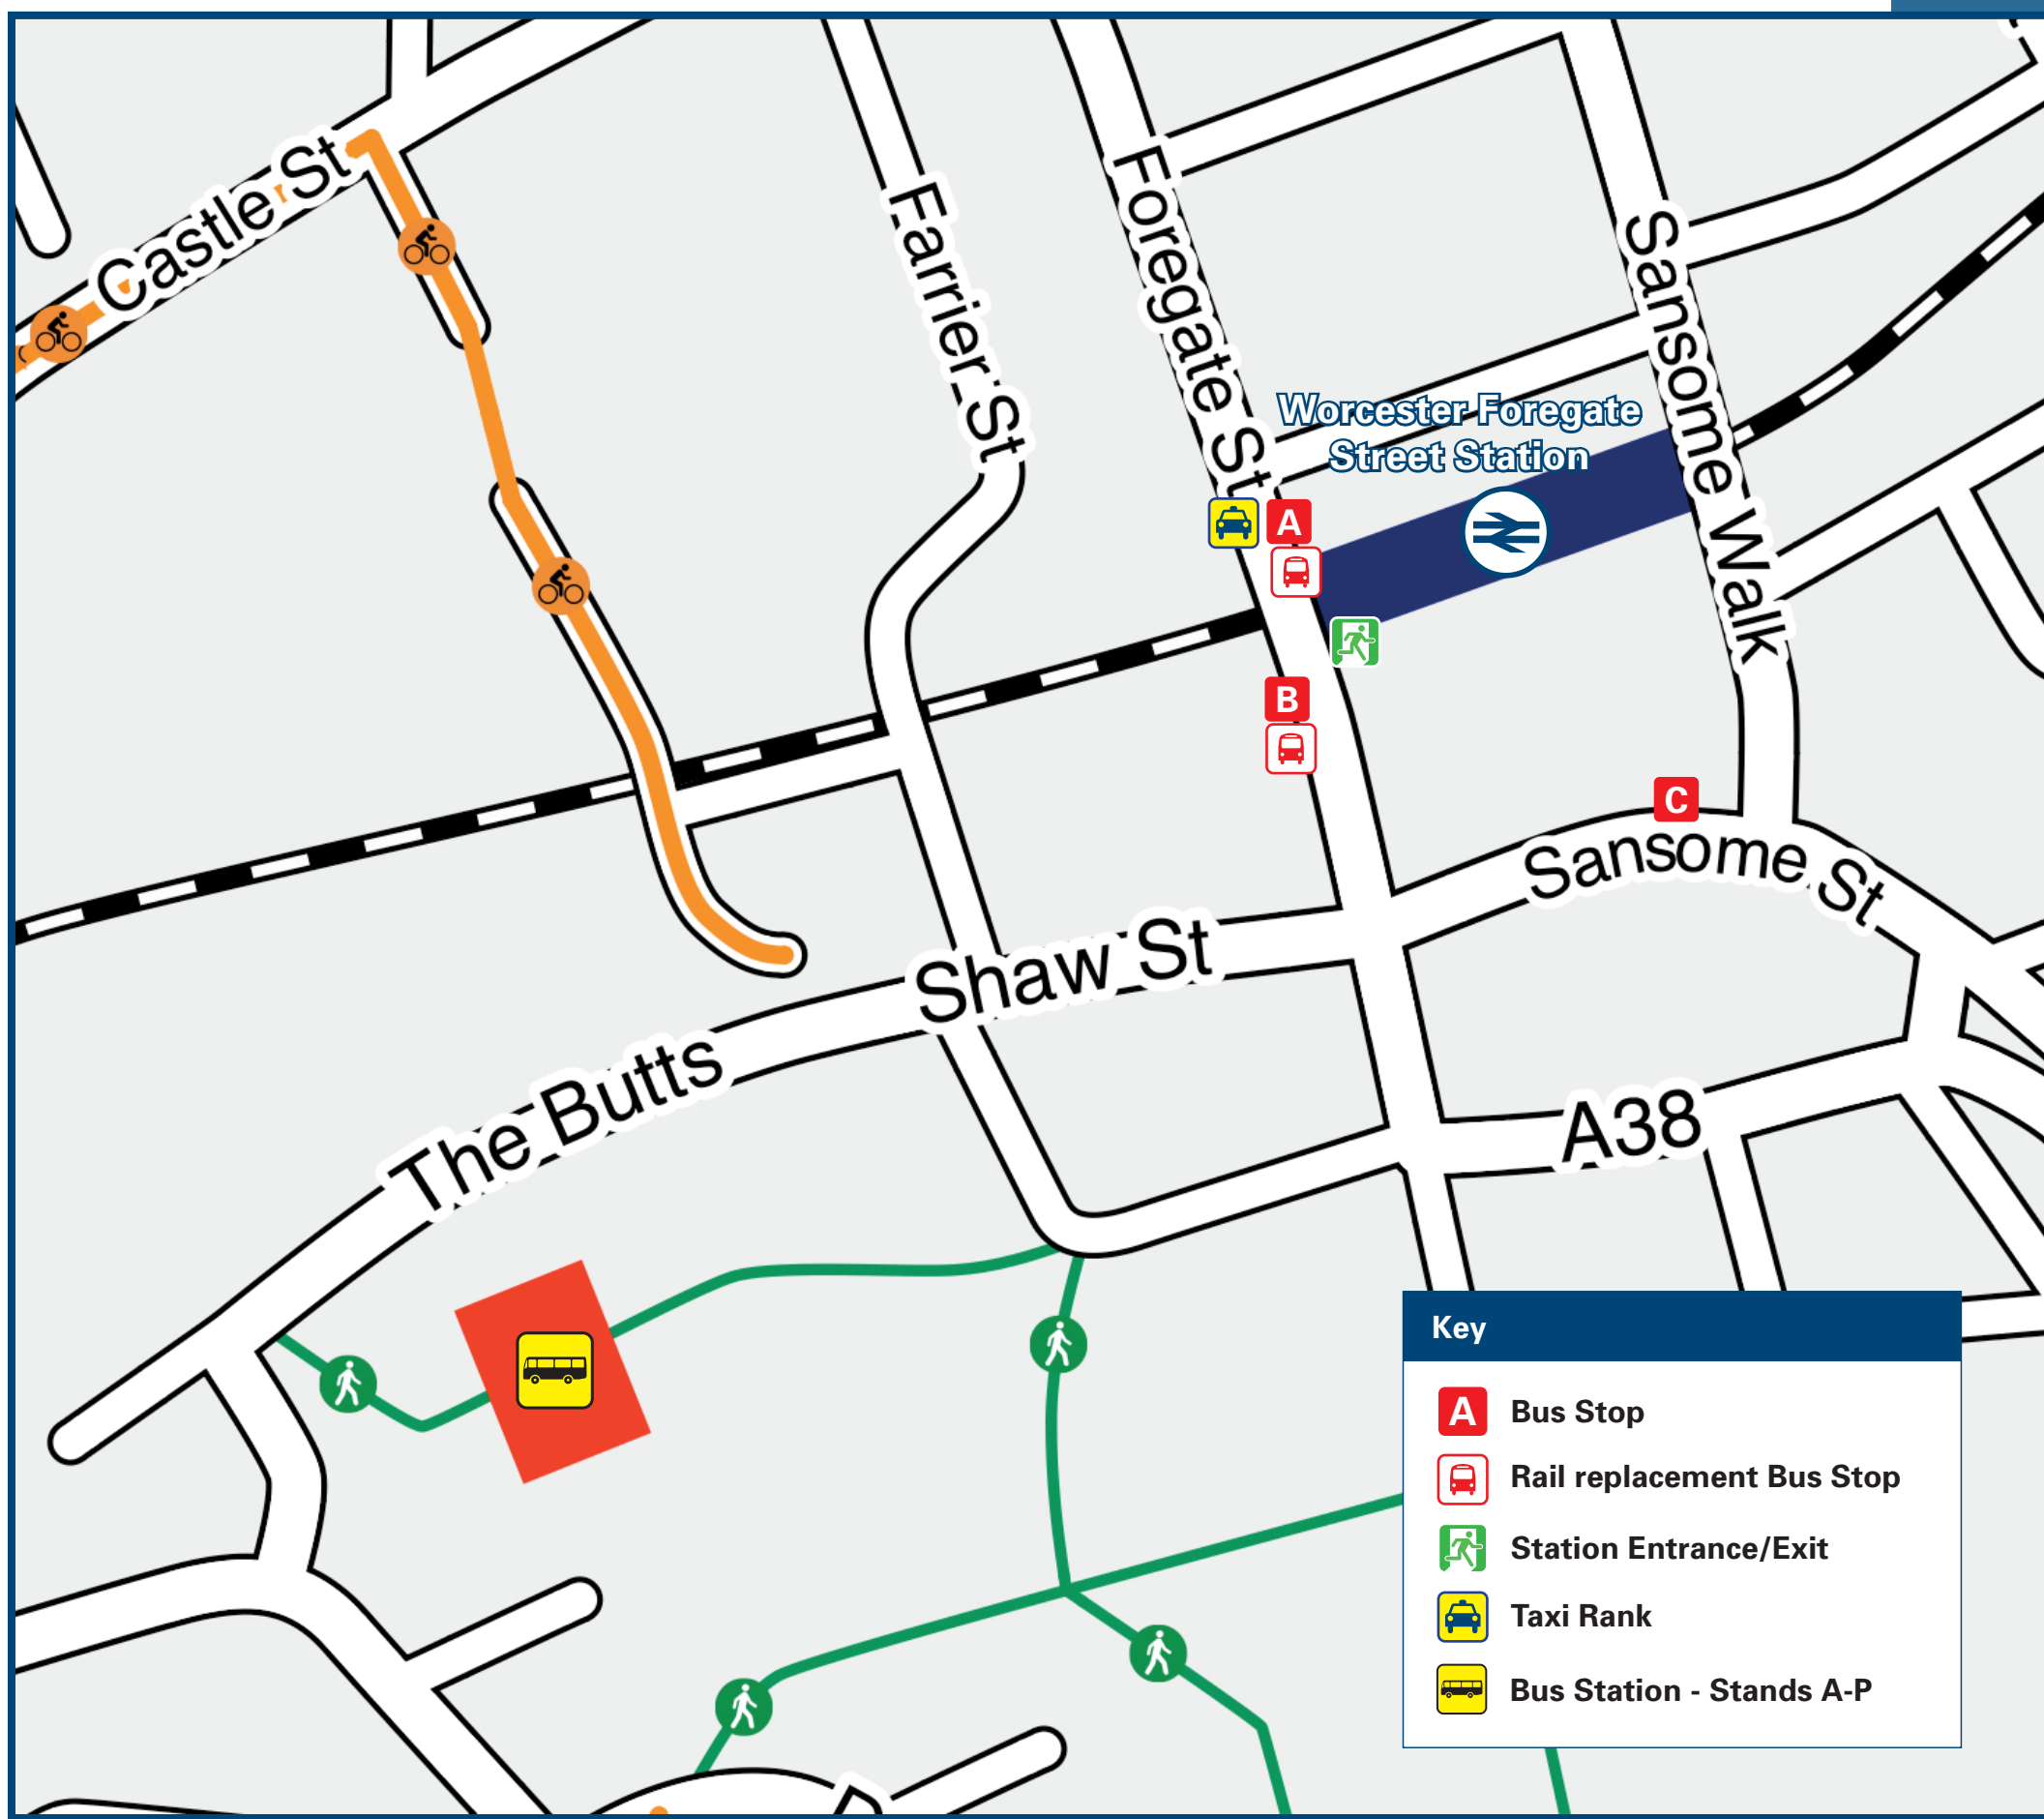 Castle St
Farrier St
Foregate St
Sansome Walk
Worcester Foregate
Street Station
A
B
C
Sansome St
Shaw St
The Butts
A38
Key
A Bus Stop
Rail replacement Bus Stop
Station Entrance/Exit
Taxi Rank
Bus Station - Stands A-P